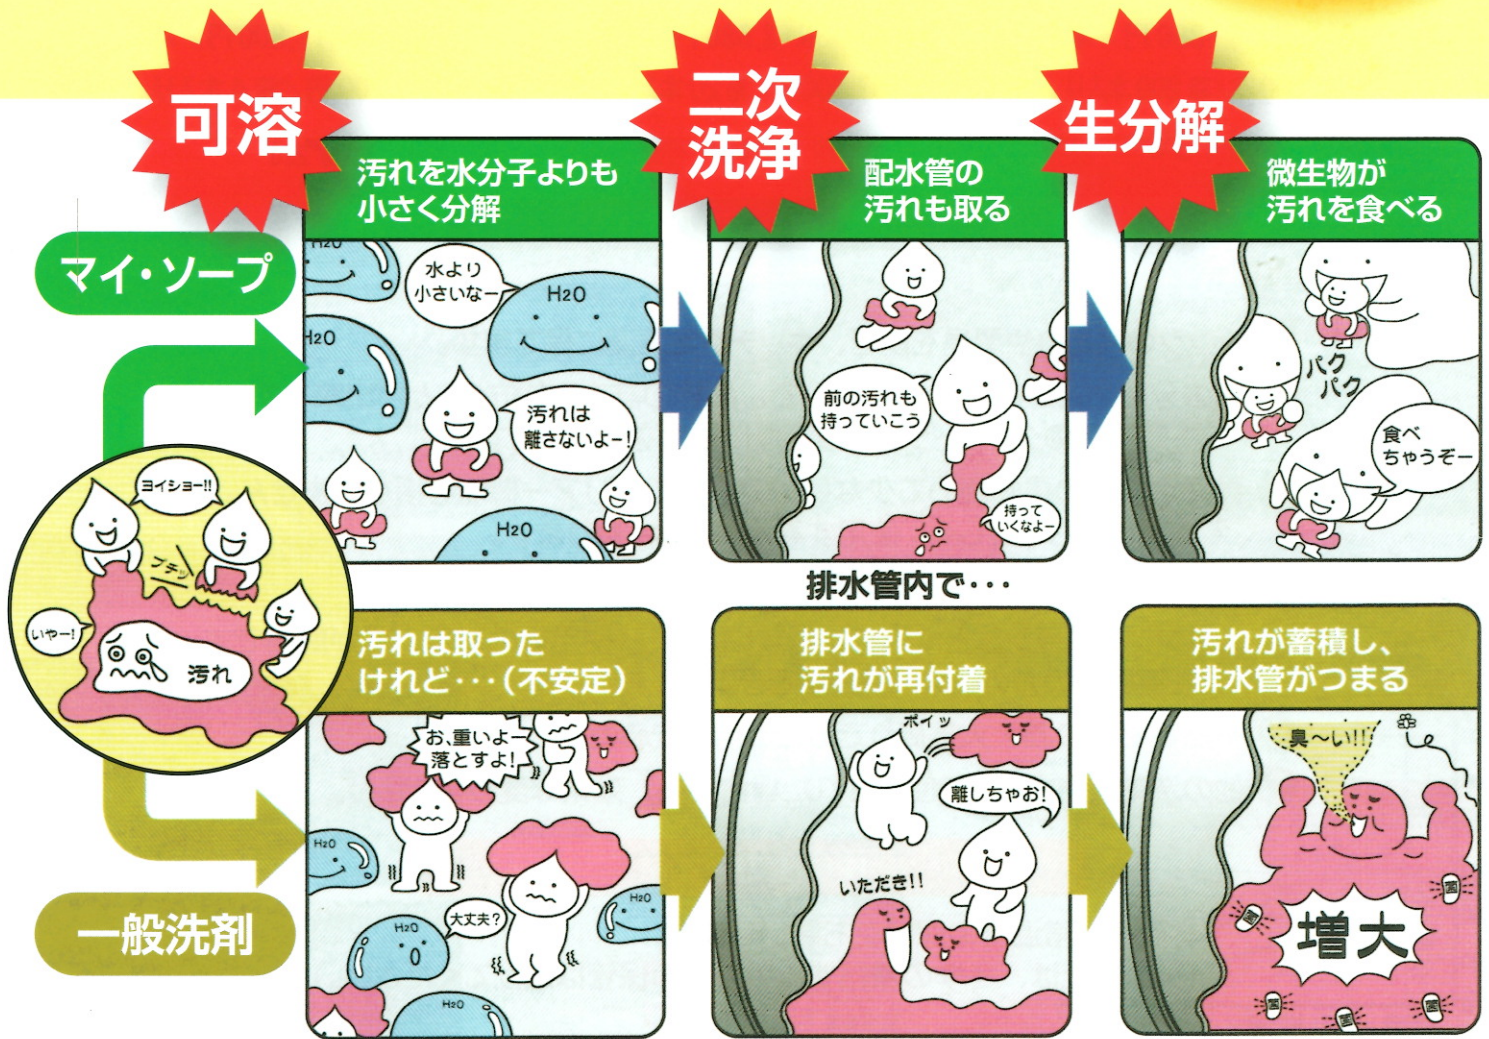 可溶
汚れを水分子よりも
小さく分解
二次
洗浄
配水管の
汚れも取る
生分解
微生物が
汚れを食べる
マイ・ソープ
H2O
水より
小さいなー
H2O
H2O
汚れは
離さないよー!
H2O
前の汚れも
持っていこう
持って
いくなよー
パク
パク
食べ
ちゃうぞー
ヨイショー!!
ブチッ
いやー!
汚れ
排水管内で・・・
汚れは取った
けれど・・・(不安定)
排水管に
汚れが再付着
汚れが蓄積し、
排水管がつまる
一般洗剤
お、重いよー
落とすよ!
H2O
大丈夫?
H2O
H2O
H2O
ポイッ
離しちゃお!
いただき!!
臭〜い!!
菌
菌
増大
菌
菌
菌